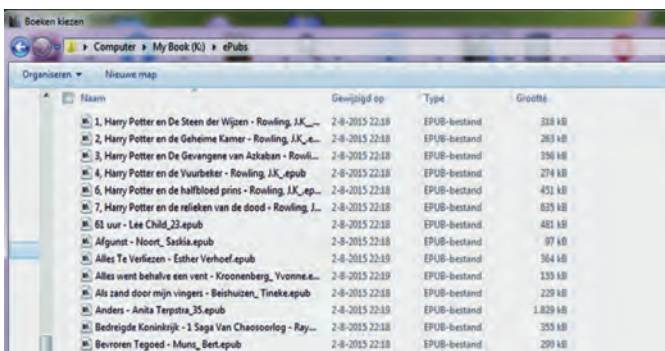 Boeken kiezen
Computer ▸ My Book (K:) ▸ ePubs
Organiseren Nieuwe map
Naam Gewijzigd op Type Grootte
1, Harry Potter en De Steen der Wijzen - Rowling, J.K__... 2-8-2015 22:18 EPUB-bestand 318 kB
2, Harry Potter en de Geheime Kamer - Rowling, J.K_.e... 2-8-2015 22:18 EPUB-bestand 263 kB
3, Harry Potter en De Gevangene van Azkaban - Rowli... 2-8-2015 22:18 EPUB-bestand 356 kB
4, Harry Potter en de Vuurbeker - Rowling, J.K_.epub 2-8-2015 22:18 EPUB-bestand 274 kB
6, Harry Potter en de halfbloed prins - Rowling, J.K_.ep... 2-8-2015 22:18 EPUB-bestand 451 kB
7, Harry Potter en de relieken van de dood - Rowling, J... 2-8-2015 22:18 EPUB-bestand 635 kB
61 uur - Lee Child_23.epub 2-8-2015 22:18 EPUB-bestand 481 kB
Afgunst - Noort_ Saskia.epub 2-8-2015 22:18 EPUB-bestand 97 kB
Alles Te Verliezen - Esther Verhoef.epub 2-8-2015 22:19 EPUB-bestand 364 kB
Alles went behalve een vent - Kroonenberg_ Yvonne.e... 2-8-2015 22:19 EPUB-bestand 155 kB
Als zand door mijn vingers - Beishuizen_ Tineke.epub 2-8-2015 22:18 EPUB-bestand 229 kB
Anders - Anita Terpstra_35.epub 2-8-2015 22:19 EPUB-bestand 1.829 kB
Bedreigde Koninkrijk - 1 Saga Van Chaosoorlog - Ray... 2-8-2015 22:18 EPUB-bestand 355 kB
Bevroren Tegoed - Muns_ Bert.epub 2-8-2015 22:18 EPUB-bestand 290 kB